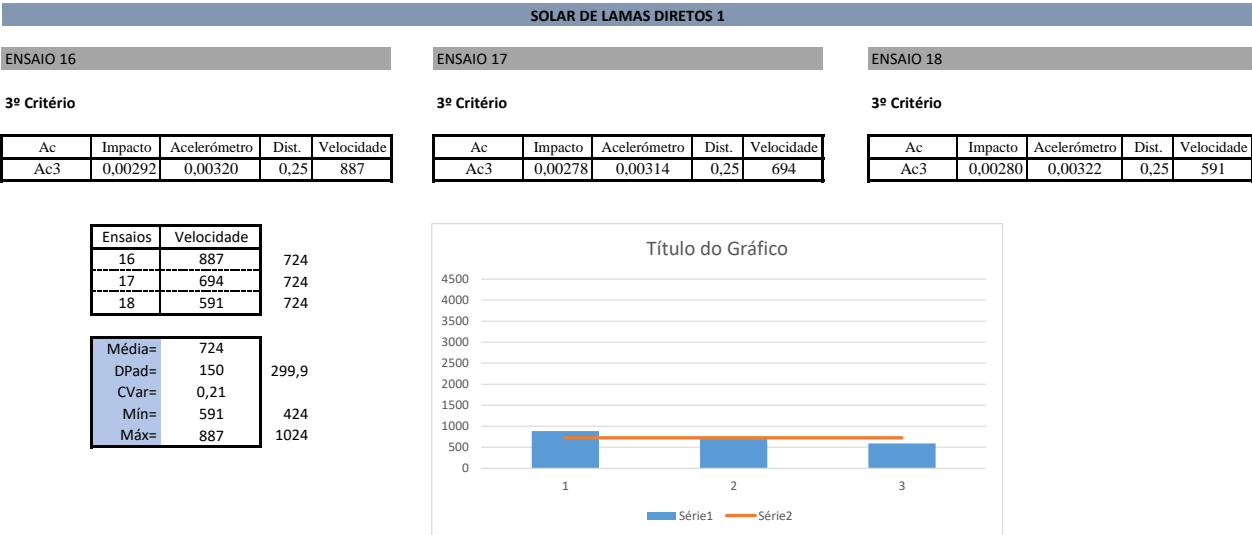 SOLAR DE LAMAS DIRETOS 1
ENSAIO 16
3º Critério
Ac Impacto Acelerómetro Dist. Velocidade
Ac3 0,00292 0,00320 0,25 887
ENSAIO 17
3º Critério
Ac Impacto Acelerómetro Dist. Velocidade
Ac3 0,00278 0,00314 0,25 694
ENSAIO 18
3º Critério
Ac Impacto Acelerómetro Dist. Velocidade
Ac3 0,00280 0,00322 0,25 591
Ensaios Velocidade
16 887 724
17 694 724
18 591 724
Média= 724
DPad= 150 299,9
CVar= 0,21
Mín= 591 424
Máx= 887 1024
Título do Gráfico
4500
4000
3500
3000
2500
2000
1500
1000
500
0
1 2 3
Série1 Série2